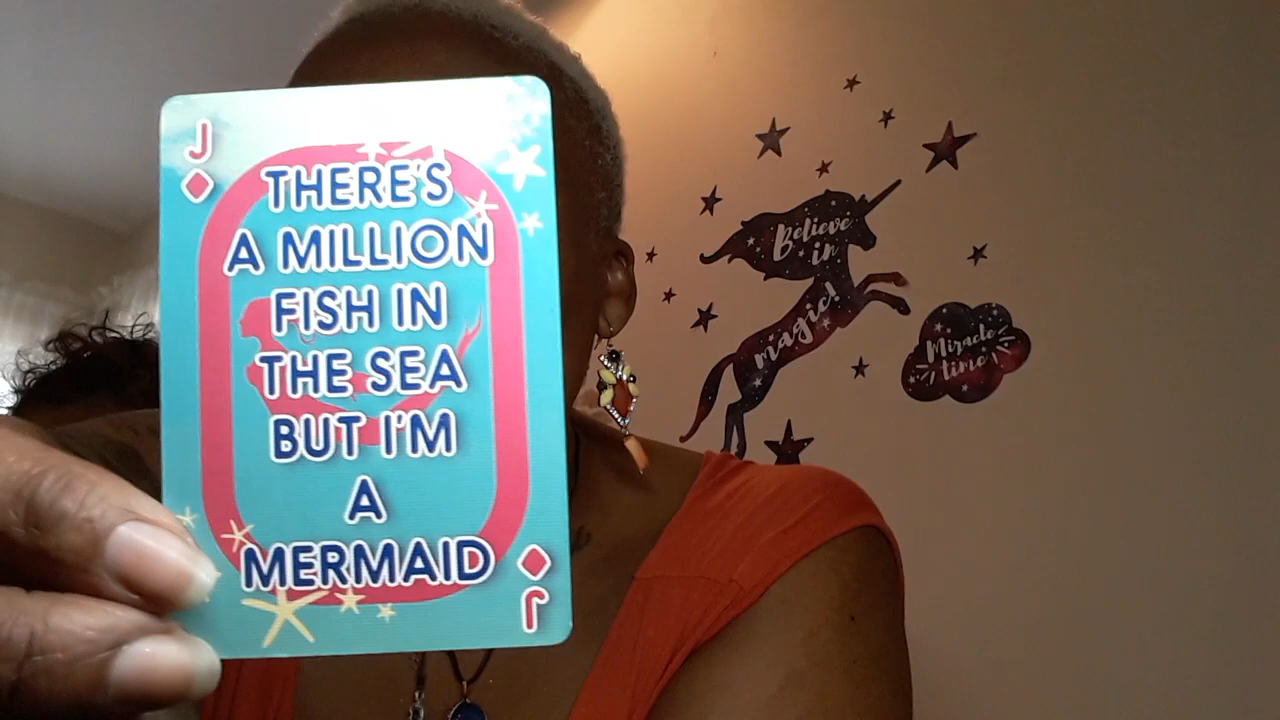 J
THERE'S
A MILLION
FISH IN
THE SEA
BUT I'M
A
MERMAID
J
Believe
in
magic!
Miracle
time